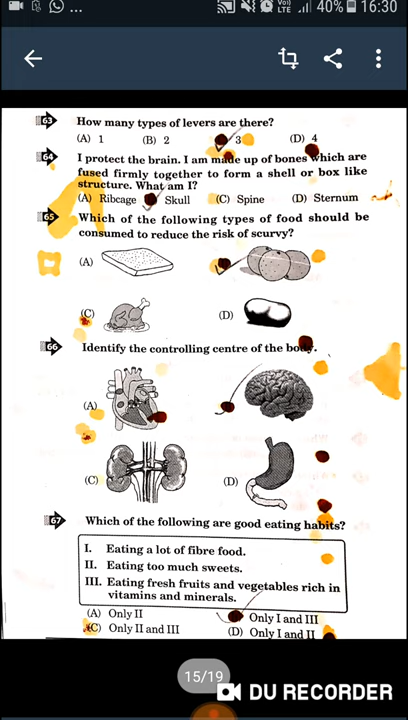 Voi)
LTE
40%
16:30
63 How many types of levers are there?
(A) 1 (B) 2 3 (D) 4
64 I protect the brain. I am made up of bones which are
fused firmly together to form a shell or box like
structure. What am I?
(A) Ribcage Skull (C) Spine (D) Sternum
65 Which of the following types of food should be
consumed to reduce the risk of scurvy?
(A)
(C) (D)
66 Identify the controlling centre of the body.
(A)
(C) (D)
67 Which of the following are good eating habits?
I. Eating a lot of fibre food.
II. Eating too much sweets.
III. Eating fresh fruits and vegetables rich in
vitamins and minerals.
(A) Only II Only I and III
(C) Only II and III (D) Only I and II
15/19
DU RECORDER